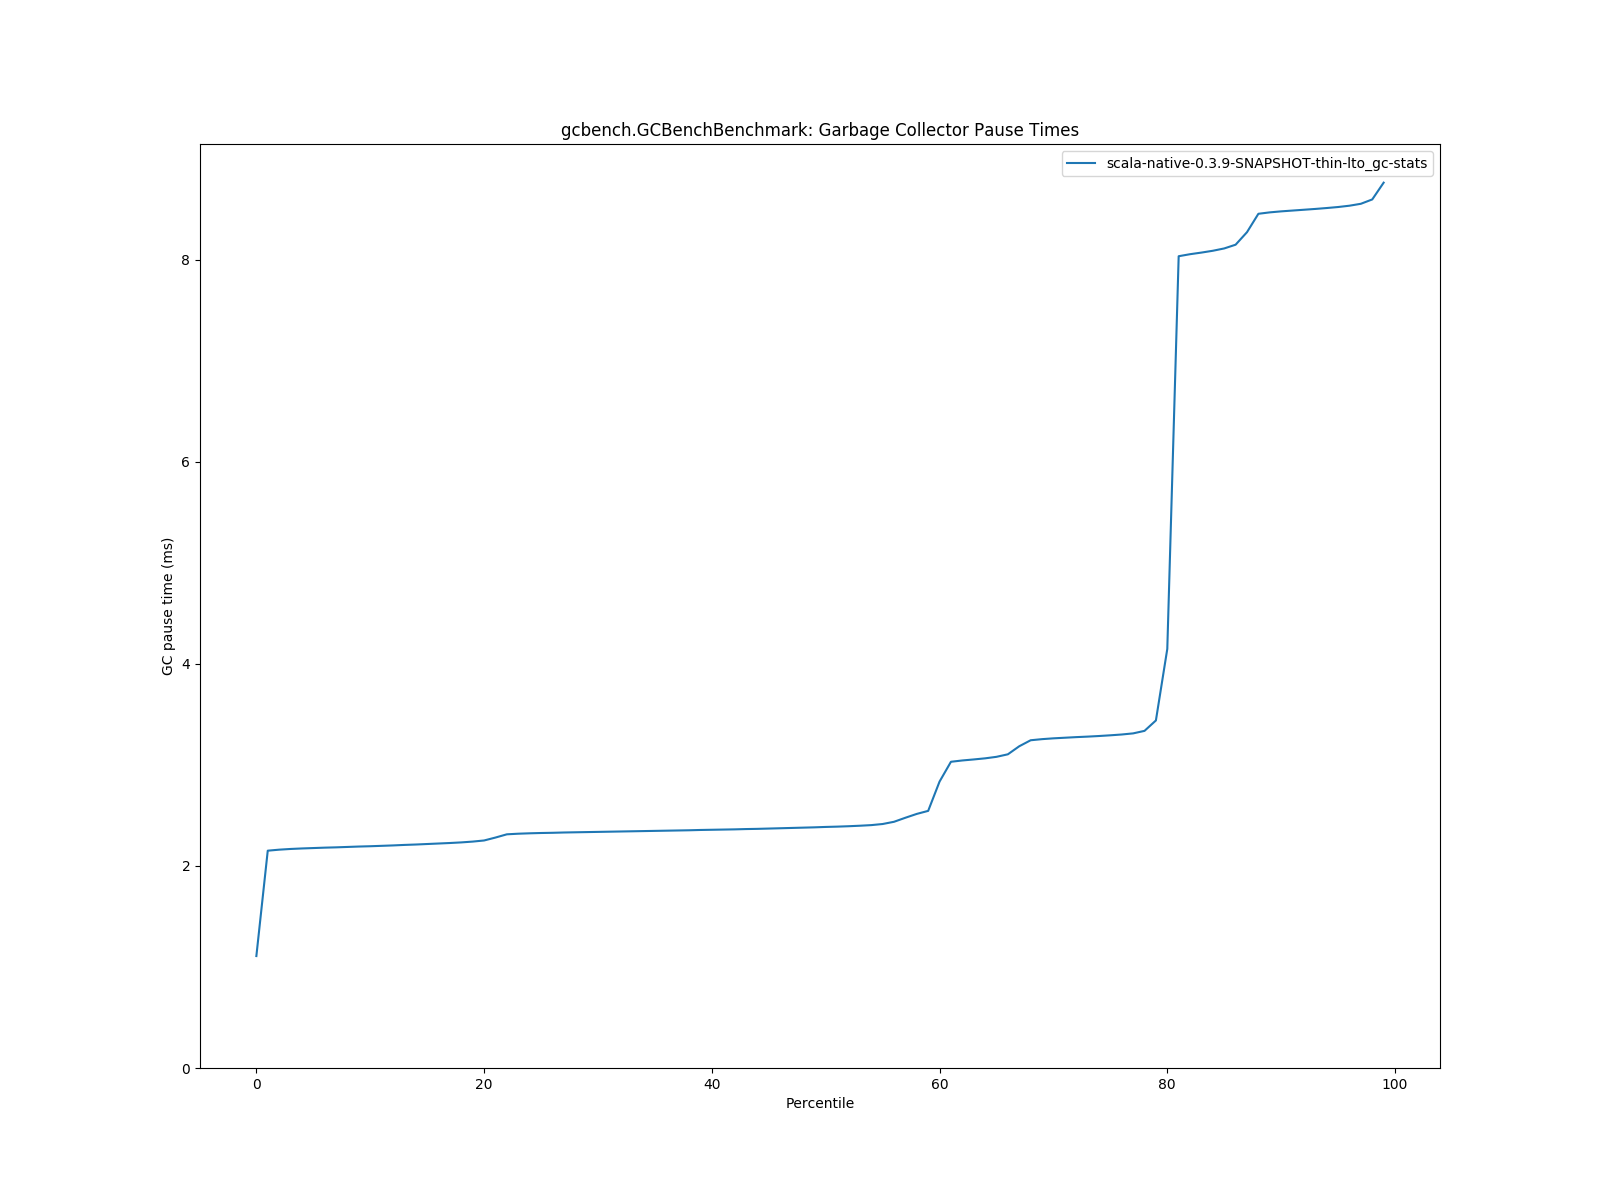 gcbench.GCBenchBenchmark: Garbage Collector Pause Times
scala-native-0.3.9-SNAPSHOT-thin-lto_gc-stats
8
6
4
2
0
GC pause time (ms)
0 20 40 60 80 100
Percentile